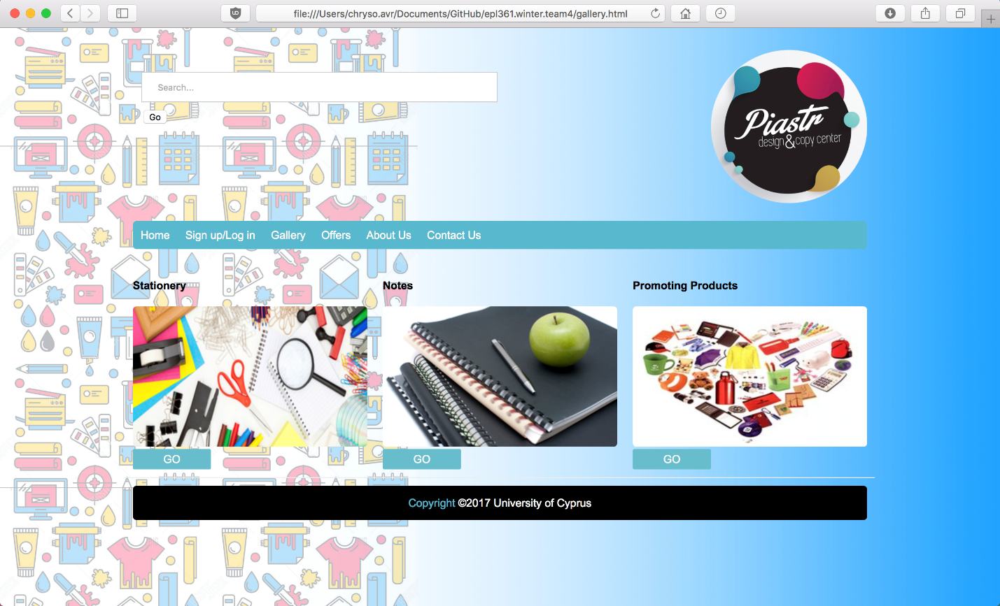 file:///Users/chryso.avr/Documents/GitHub/epl361.winter.team4/gallery.html
Search...
Go
Piastr
design&copy center
Home Sign up/Log in Gallery Offers About Us Contact Us
Stationery Notes Promoting Products
GO GO GO
Copyright ©2017 University of Cyprus